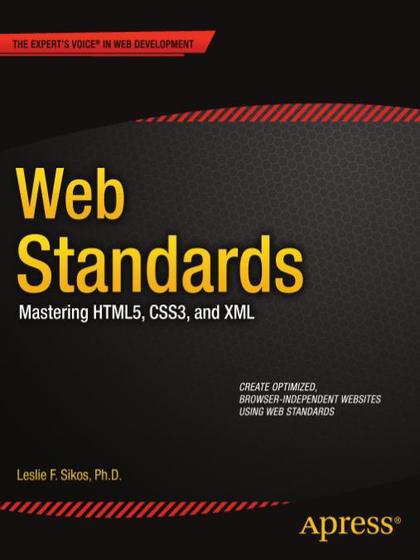 THE EXPERT'S VOICE® IN WEB DEVELOPMENT
Web
Standards
Mastering HTML5, CSS3, and XML
CREATE OPTIMIZED,
BROWSER-INDEPENDENT WEBSITES
USING WEB STANDARDS
Leslie F. Sikos, Ph.D.
Apress®